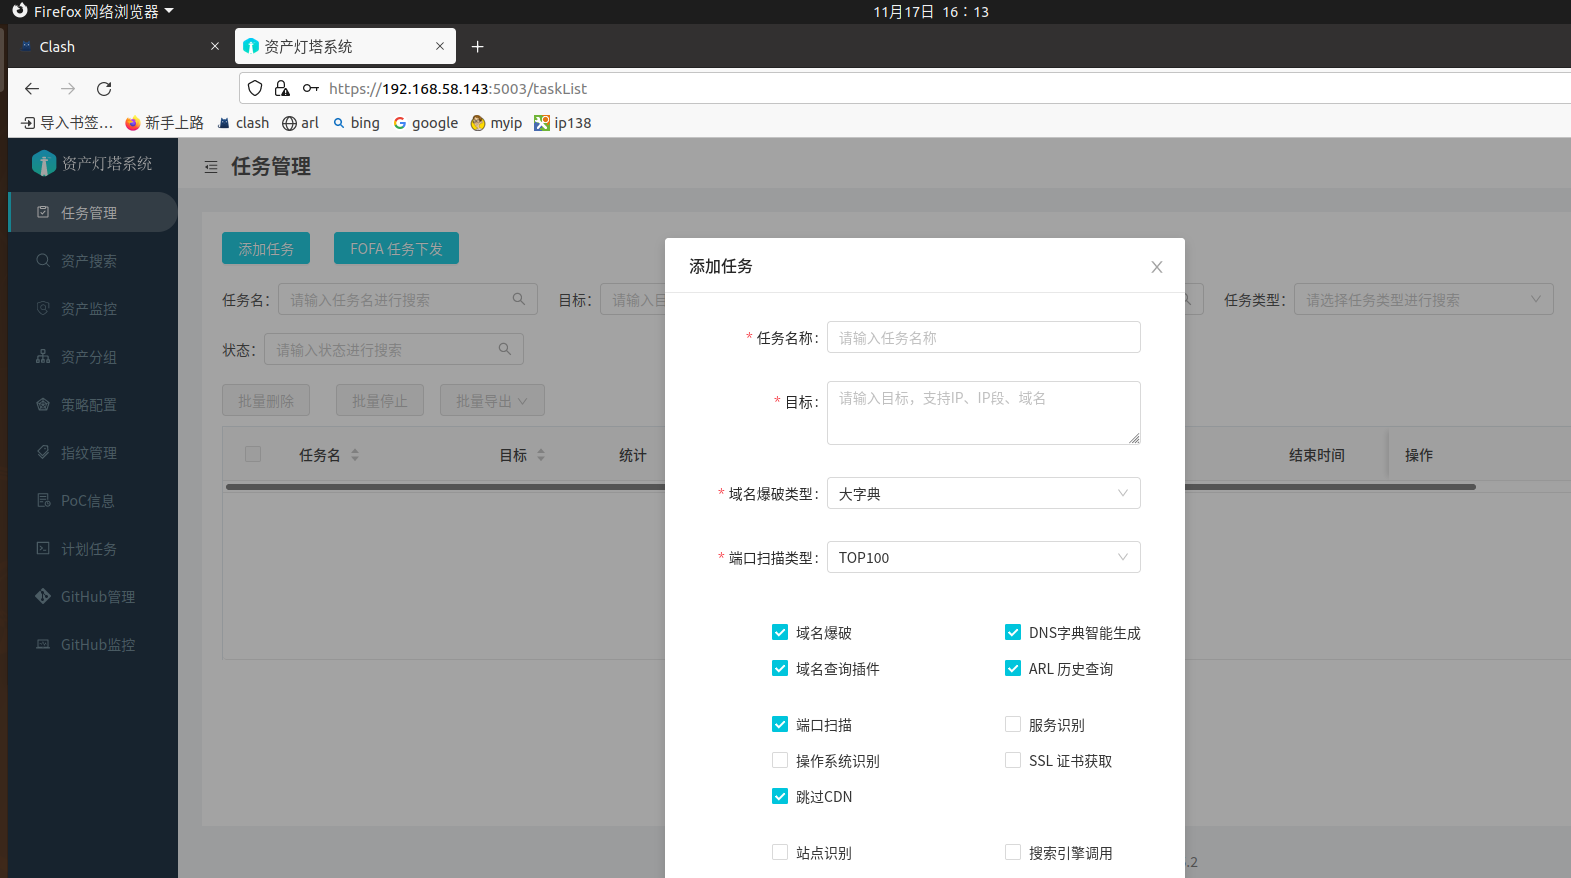 Firefox 网络浏览器
11月17日 16：13
Clash
资产灯塔系统
https://192.168.58.143:5003/taskList
导入书签…
新手上路
clash
arl
bing
google
myip
ip138
资产灯塔系统
任务管理
任务管理
资产搜索
资产监控
资产分组
策略配置
指纹管理
PoC信息
计划任务
GitHub管理
GitHub监控
添加任务
FOFA 任务下发
任务名：
请输入任务名进行搜索
目标：
请输入目
任务类型：
请选择任务类型进行搜索
状态：
请输入状态进行搜索
批量删除
批量停止
批量导出
任务名
目标
统计
结束时间
操作
添加任务
* 任务名称：
请输入任务名称
* 目标：
请输入目标，支持IP、IP段、域名
* 域名爆破类型：
大字典
* 端口扫描类型：
TOP100
域名爆破
DNS字典智能生成
域名查询插件
ARL 历史查询
端口扫描
服务识别
操作系统识别
SSL 证书获取
跳过CDN
站点识别
搜索引擎调用